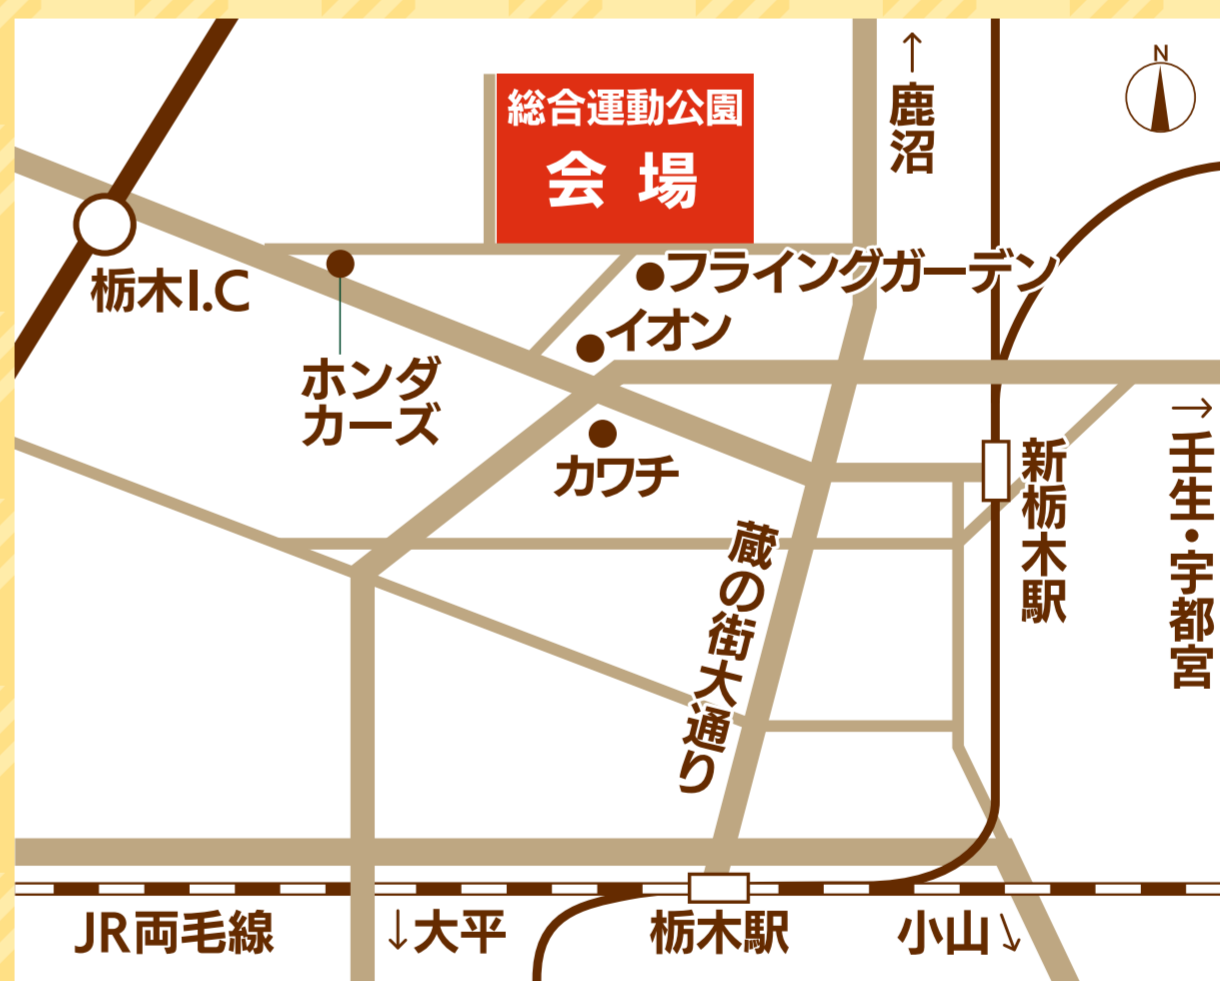 N
↑鹿沼
総合運動公園
会場
栃木I.C
フライングガーデン
イオン
ホンダ
カーズ
カワチ
→壬生・宇都宮
新栃木駅
蔵の街大通り
JR両毛線
↓大平
栃木駅
小山↘